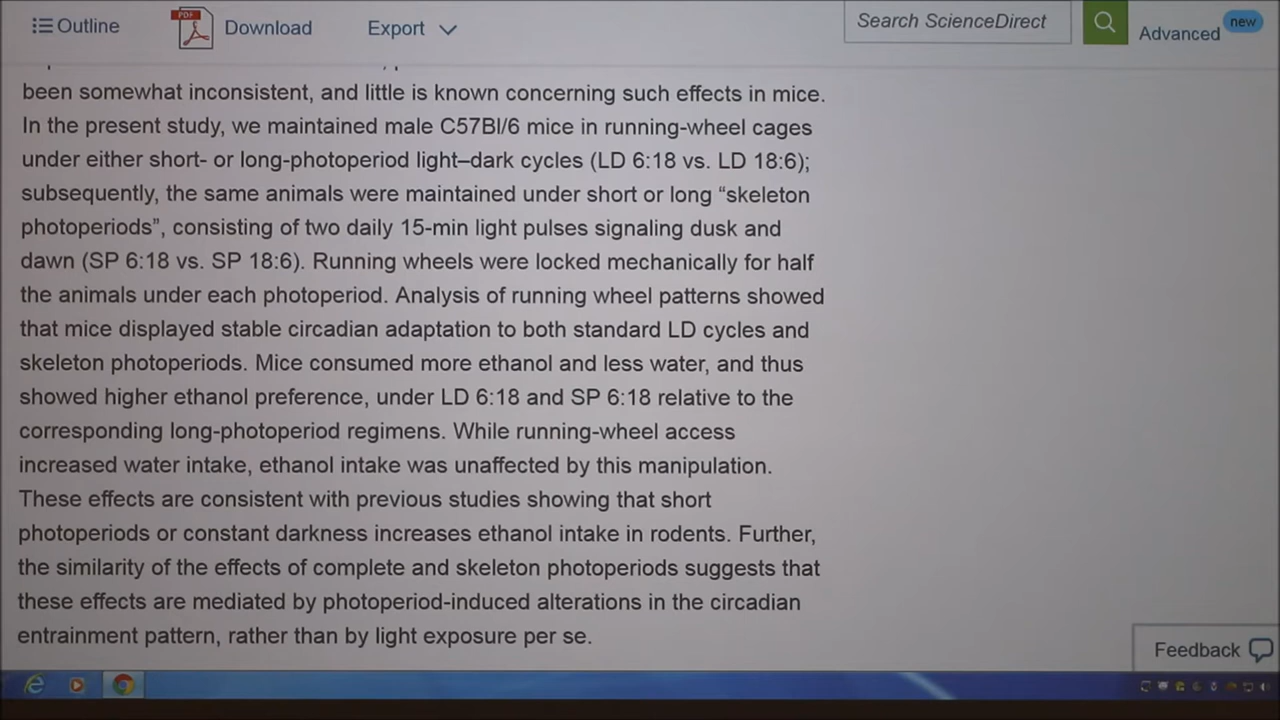 Outline
PDF
Download
Export
Search ScienceDirect
Advanced
new
been somewhat inconsistent, and little is known concerning such effects in mice.
In the present study, we maintained male C57Bl/6 mice in running-wheel cages
under either short- or long-photoperiod light–dark cycles (LD 6:18 vs. LD 18:6);
subsequently, the same animals were maintained under short or long “skeleton
photoperiods”, consisting of two daily 15-min light pulses signaling dusk and
dawn (SP 6:18 vs. SP 18:6). Running wheels were locked mechanically for half
the animals under each photoperiod. Analysis of running wheel patterns showed
that mice displayed stable circadian adaptation to both standard LD cycles and
skeleton photoperiods. Mice consumed more ethanol and less water, and thus
showed higher ethanol preference, under LD 6:18 and SP 6:18 relative to the
corresponding long-photoperiod regimens. While running-wheel access
increased water intake, ethanol intake was unaffected by this manipulation.
These effects are consistent with previous studies showing that short
photoperiods or constant darkness increases ethanol intake in rodents. Further,
the similarity of the effects of complete and skeleton photoperiods suggests that
these effects are mediated by photoperiod-induced alterations in the circadian
entrainment pattern, rather than by light exposure per se.
Feedback